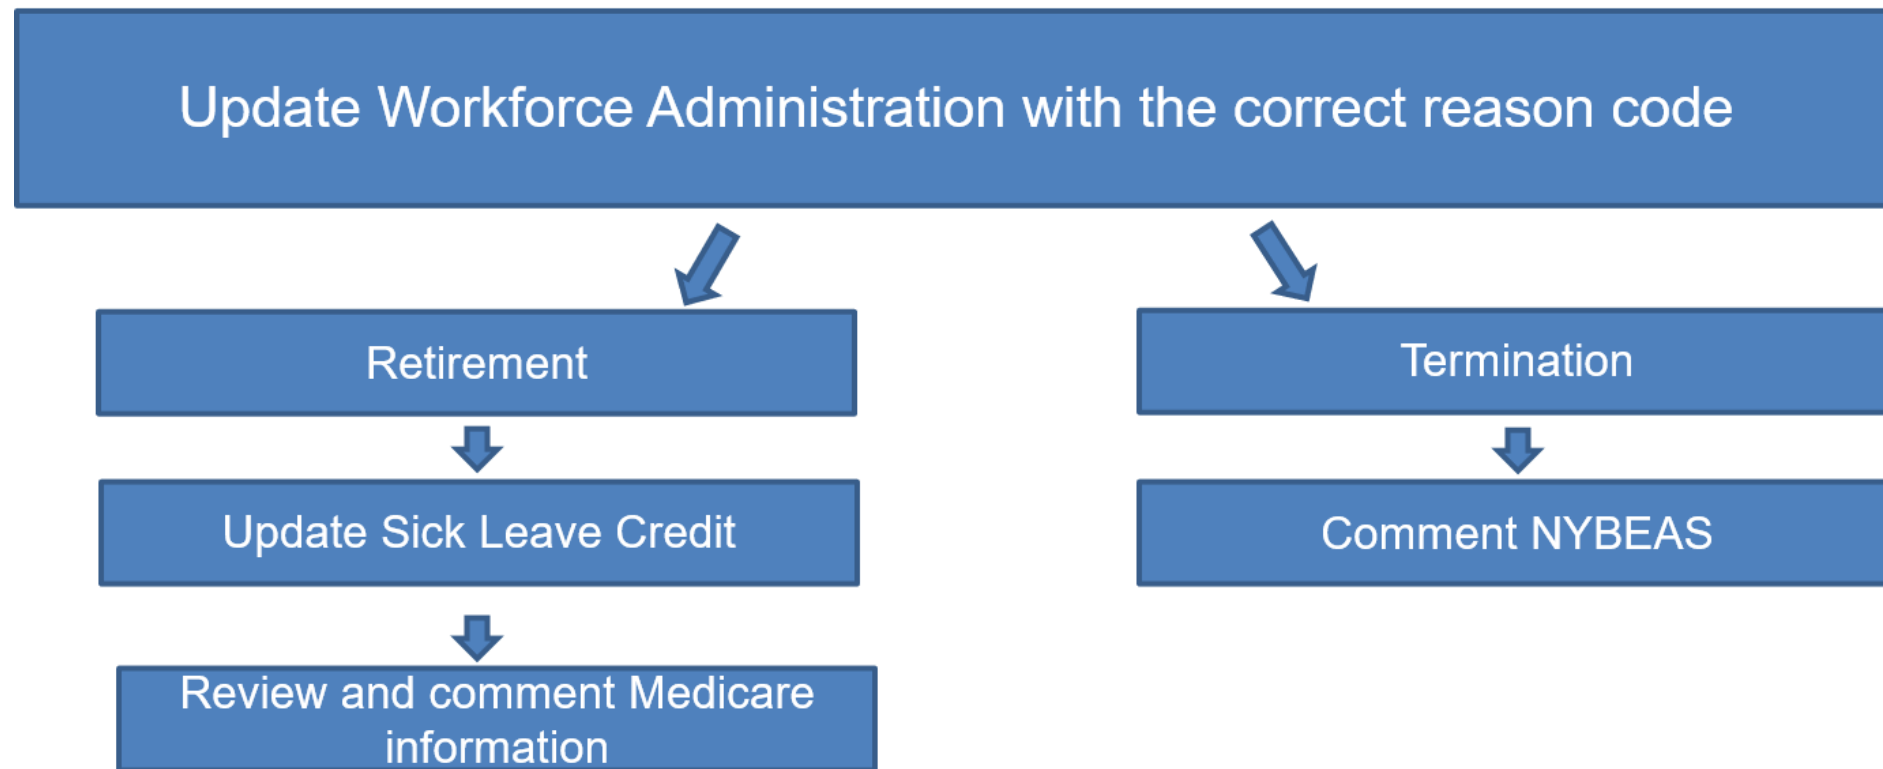 Update Workforce Administration with the correct reason code
Retirement
Termination
Update Sick Leave Credit
Comment NYBEAS
Review and comment Medicare
information